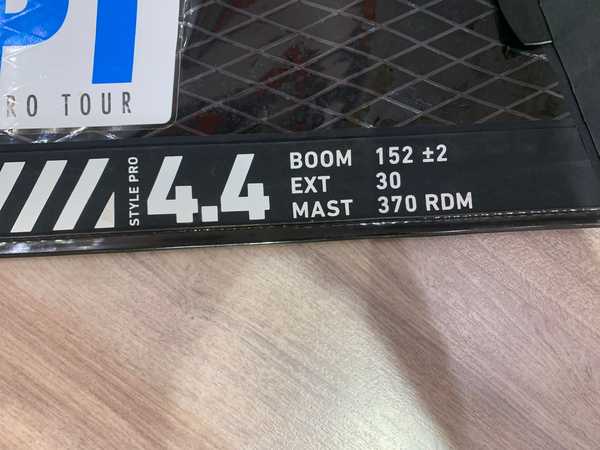 RO TOUR
STYLE PRO
4.4
BOOM 152 ±2
EXT 30
MAST 370 RDM